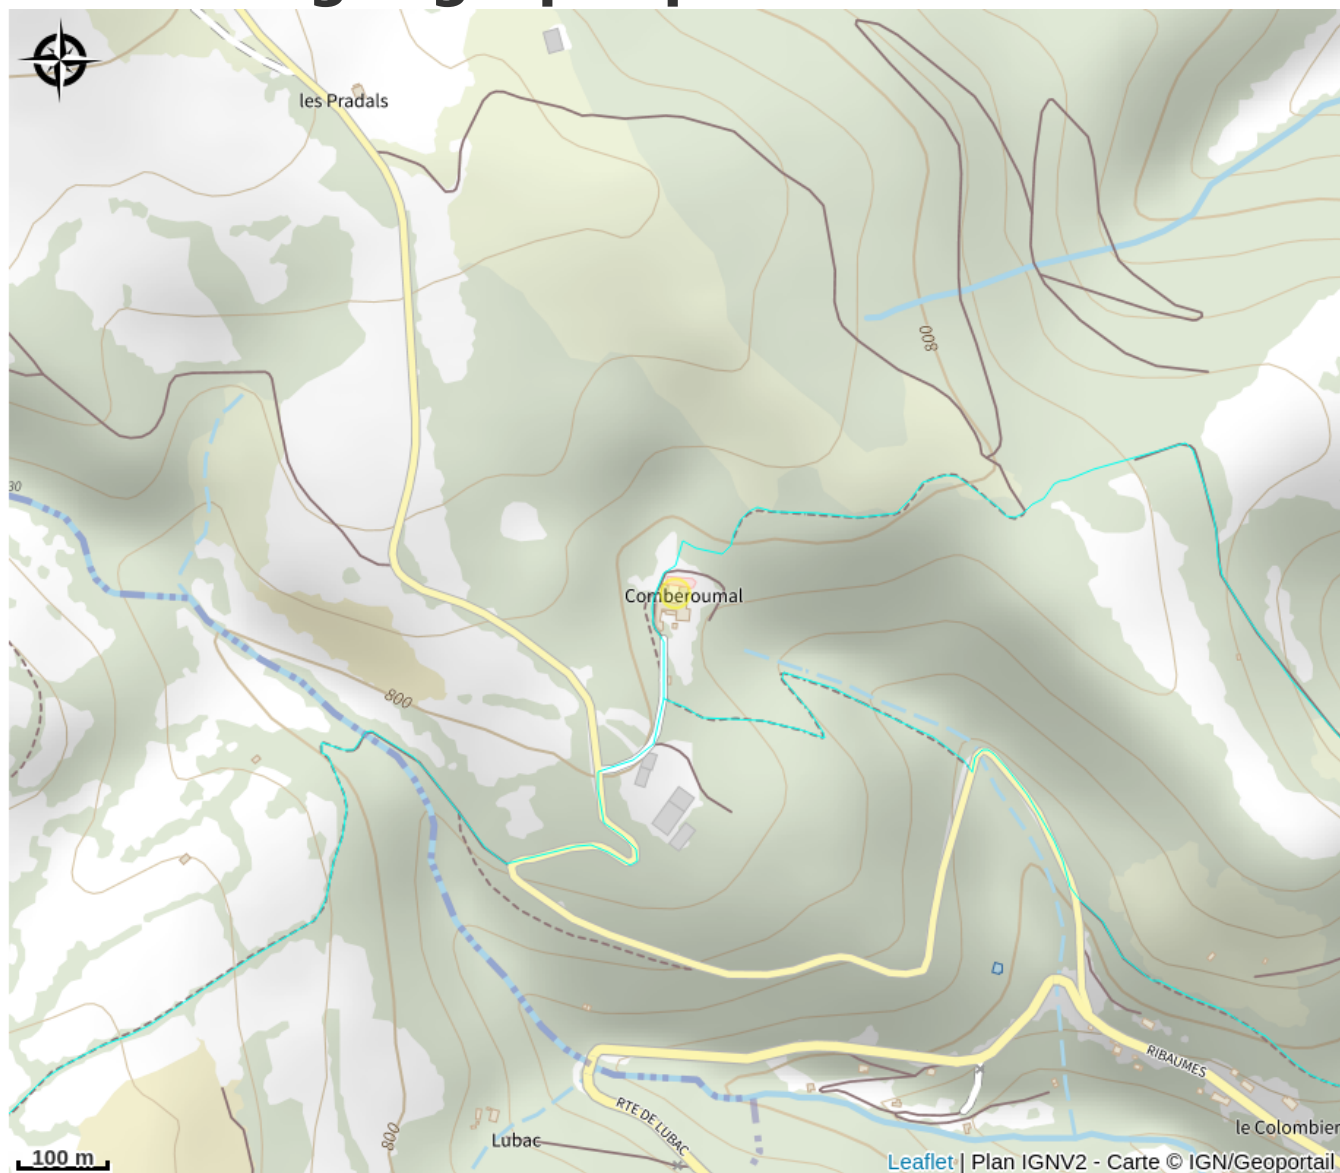 les Pradals
800
30
Comberoumal
800
800
RIBAUMES
RTE DE LUBAC
Lubac
le Colombier
100 m
Leaflet | Plan IGNV2 - Carte © IGN/Geoportail